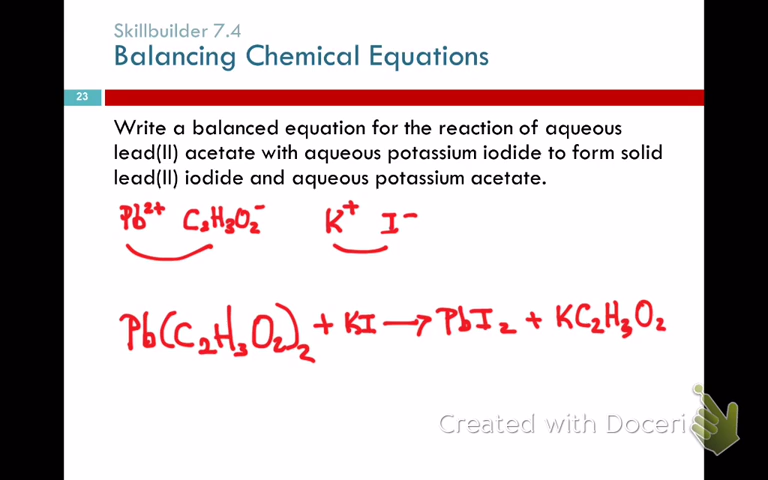 Skillbuilder 7.4
Balancing Chemical Equations
23
Write a balanced equation for the reaction of aqueous
lead(II) acetate with aqueous potassium iodide to form solid
lead(II) iodide and aqueous potassium acetate.
Pb²⁺ C₂H₃O₂⁻ K⁺ I⁻
Pb(C₂H₃O₂)₂ + KI → PbI₂ + KC₂H₃O₂
Created with Doceri